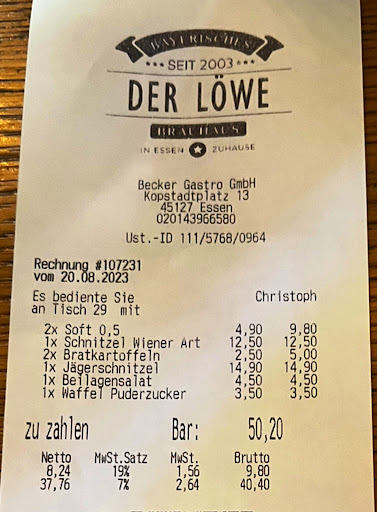 BAYERISCHES
SEIT 2003
DER LÖWE
BRAUHAUS
IN ESSEN ZUHAUSE
Becker Gastro GmbH
Kopstadtplatz 13
45127 Essen
020143966580
Ust.-ID 111/5768/0964
Rechnung #107231
vom 20.08.2023
Es bediente Sie Christoph
an Tisch 29 mit
2x Soft 0,5 4,90 9,80
1x Schnitzel Wiener Art 12,50 12,50
2x Bratkartoffeln 2,50 5,00
1x Jägerschnitzel 14,90 14,90
1x Beilagensalat 4,50 4,50
1x Waffel Puderzucker 3,50 3,50
zu zahlen Bar: 50,20
Netto MwSt.Satz MwSt. Brutto
8,24 19% 1,56 9,80
37,76 7% 2,64 40,40